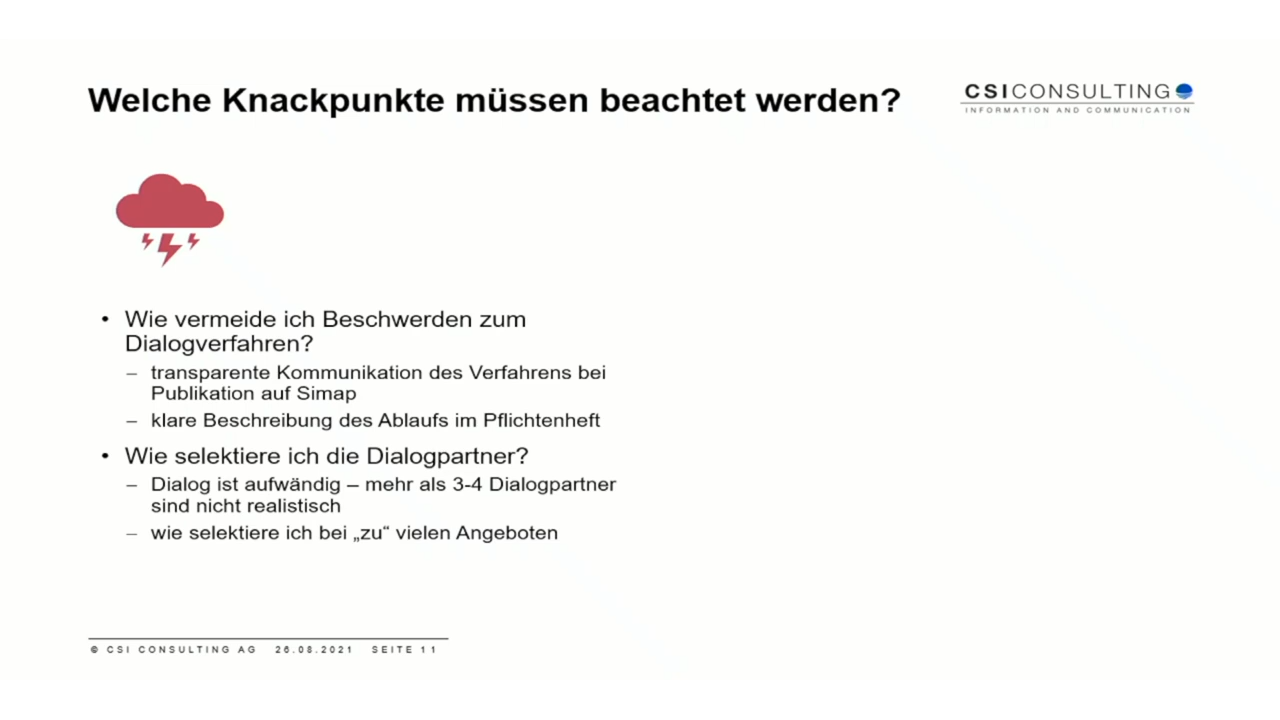 Welche Knackpunkte müssen beachtet werden?
CSICONSULTING
INFORMATION AND COMMUNICATION
• Wie vermeide ich Beschwerden zum
Dialogverfahren?
– transparente Kommunikation des Verfahrens bei
Publikation auf Simap
– klare Beschreibung des Ablaufs im Pflichtenheft
• Wie selektiere ich die Dialogpartner?
– Dialog ist aufwändig – mehr als 3-4 Dialogpartner
sind nicht realistisch
– wie selektiere ich bei „zu“ vielen Angeboten
© CSI CONSULTING AG 26.08.2021 SEITE 11